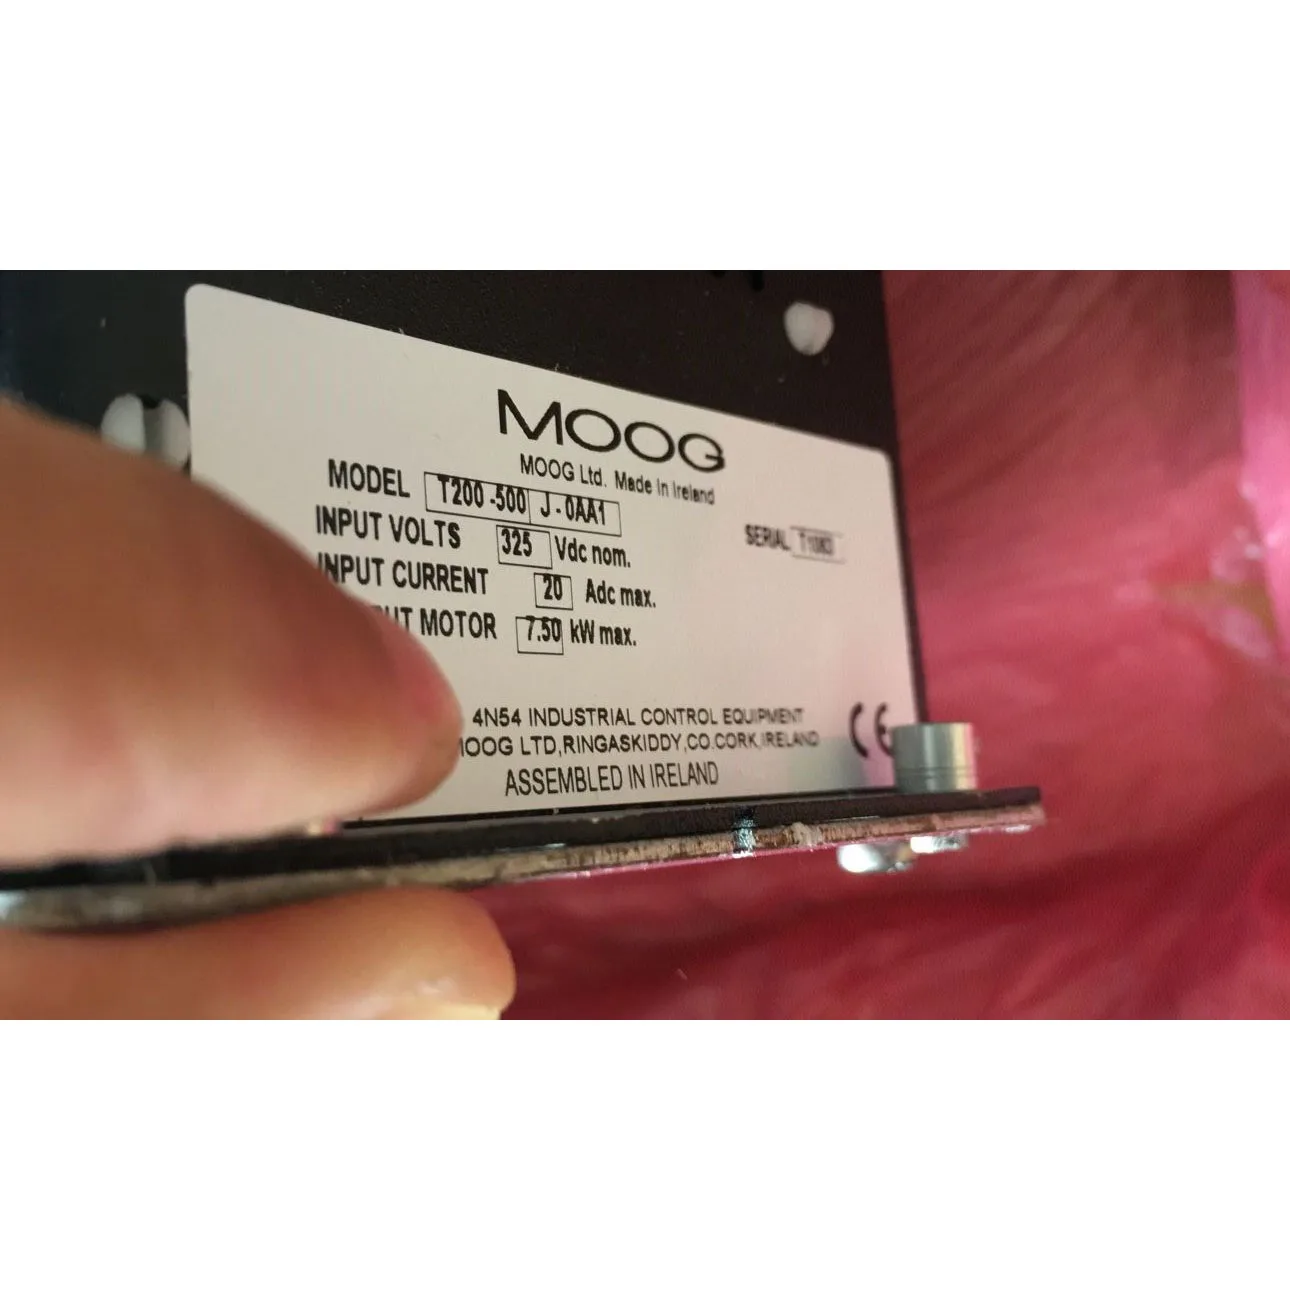 MOOG
MOOG Ltd. Made in Ireland
MODEL T200-500 J-0AA1
SERIAL
INPUT VOLTS 325 Vdc nom.
INPUT CURRENT 20 Adc max.
MOTOR 7.50 kW max.
4N54 INDUSTRIAL CONTROL EQUIPMENT
MOOG LTD,RINGASKIDDY,CO.CORK,IRELAND
ASSEMBLED IN IRELAND
CE